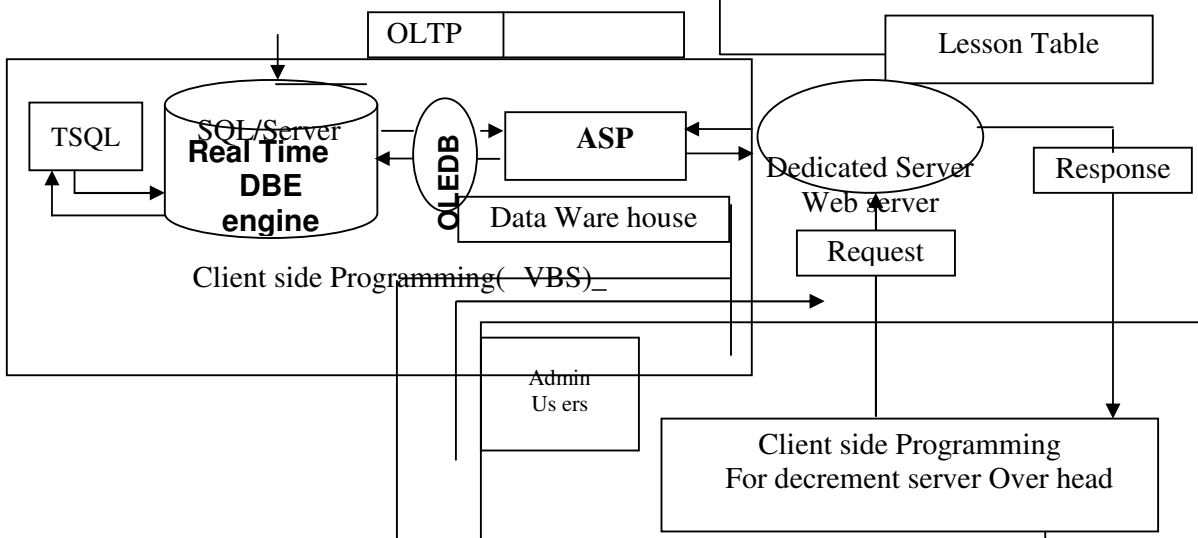 OLTP
Lesson Table
TSQL
SQL/Server
Real Time
DBE
engine
OLEDB
ASP
Dedicated Server
Web server
Response
Data Ware house
Request
Client side Programming( VBS)_
Admin
Us ers
Client side Programming
For decrement server Over head